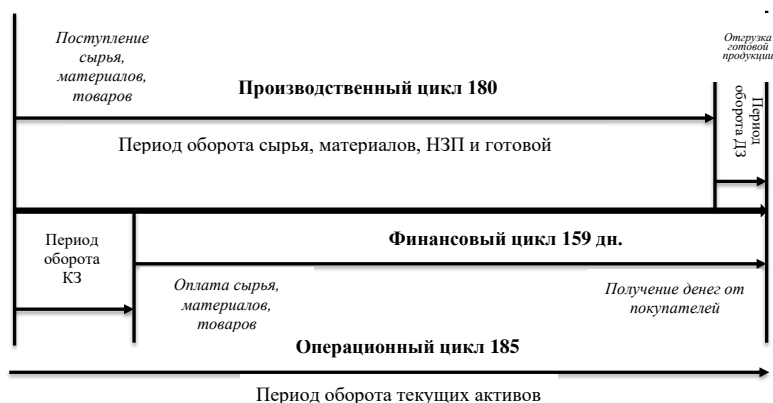 Поступление
сырья,
материалов,
товаров
Отгрузка
готовой
продукции
Производственный цикл 180
Период
оборота ДЗ
Период оборота сырья, материалов, НЗП и готовой
Период
оборота
КЗ
Финансовый цикл 159 дн.
Оплата сырья,
материалов,
товаров
Получение денег от
покупателей
Операционный цикл 185
Период оборота текущих активов